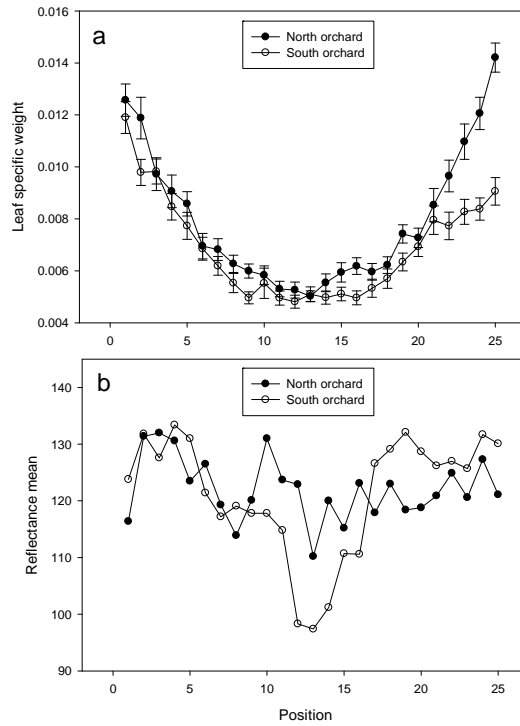 a
North orchard
South orchard
Leaf specific weight
0.016
0.014
0.012
0.010
0.008
0.006
0.004
0 5 10 15 20 25
b
North orchard
South orchard
Reflectance mean
140
130
120
110
100
90
0 5 10 15 20 25
Position